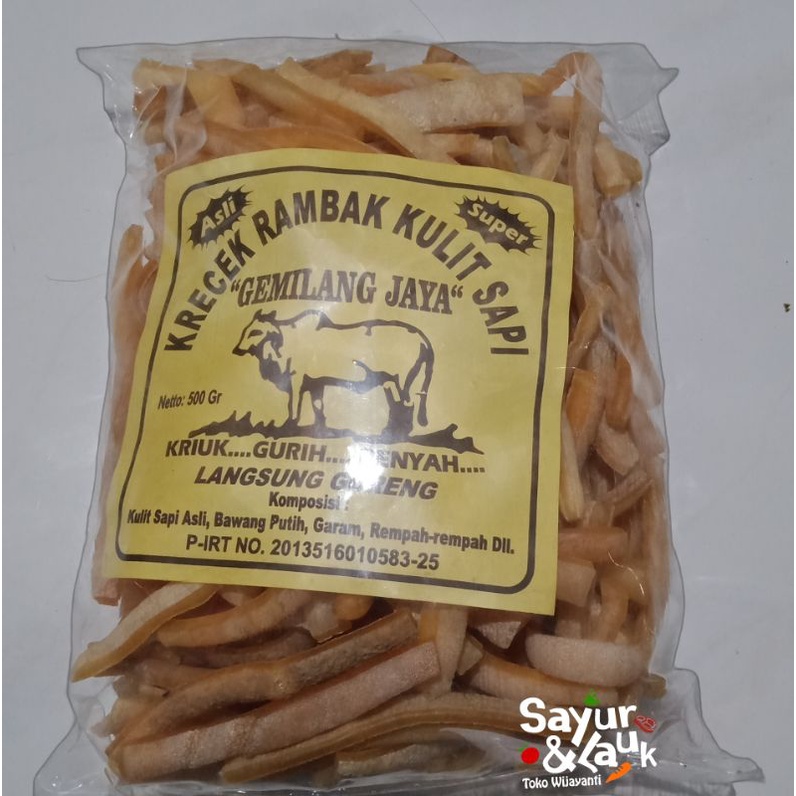 Asli
Super
KRECEK RAMBAK KULIT SAPI
"GEMILANG JAYA"
Netto: 500 Gr
KRIUK....GURIH....
LANGSUNG GORENG
Komposisi :
Kulit Sapi Asli, Bawang Putih, Garam, Rempah-rempah Dll.
P-IRT NO. 2013516010583-25
Sayur
& Lauk
Toko Wijayanti